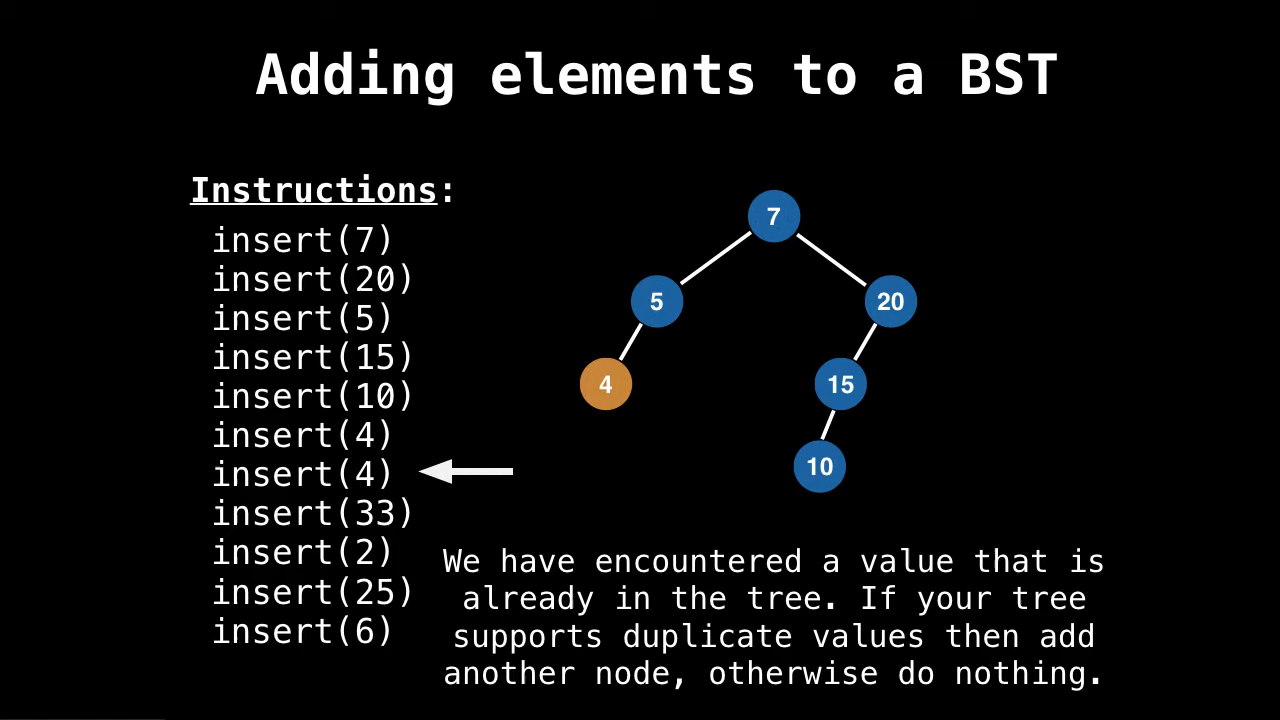 Adding elements to a BST
Instructions:
insert(7)
insert(20)
insert(5)
insert(15)
insert(10)
insert(4)
insert(4)
insert(33)
insert(2)
insert(25)
insert(6)
7
5
20
4
15
10
We have encountered a value that is
already in the tree. If your tree
supports duplicate values then add
another node, otherwise do nothing.